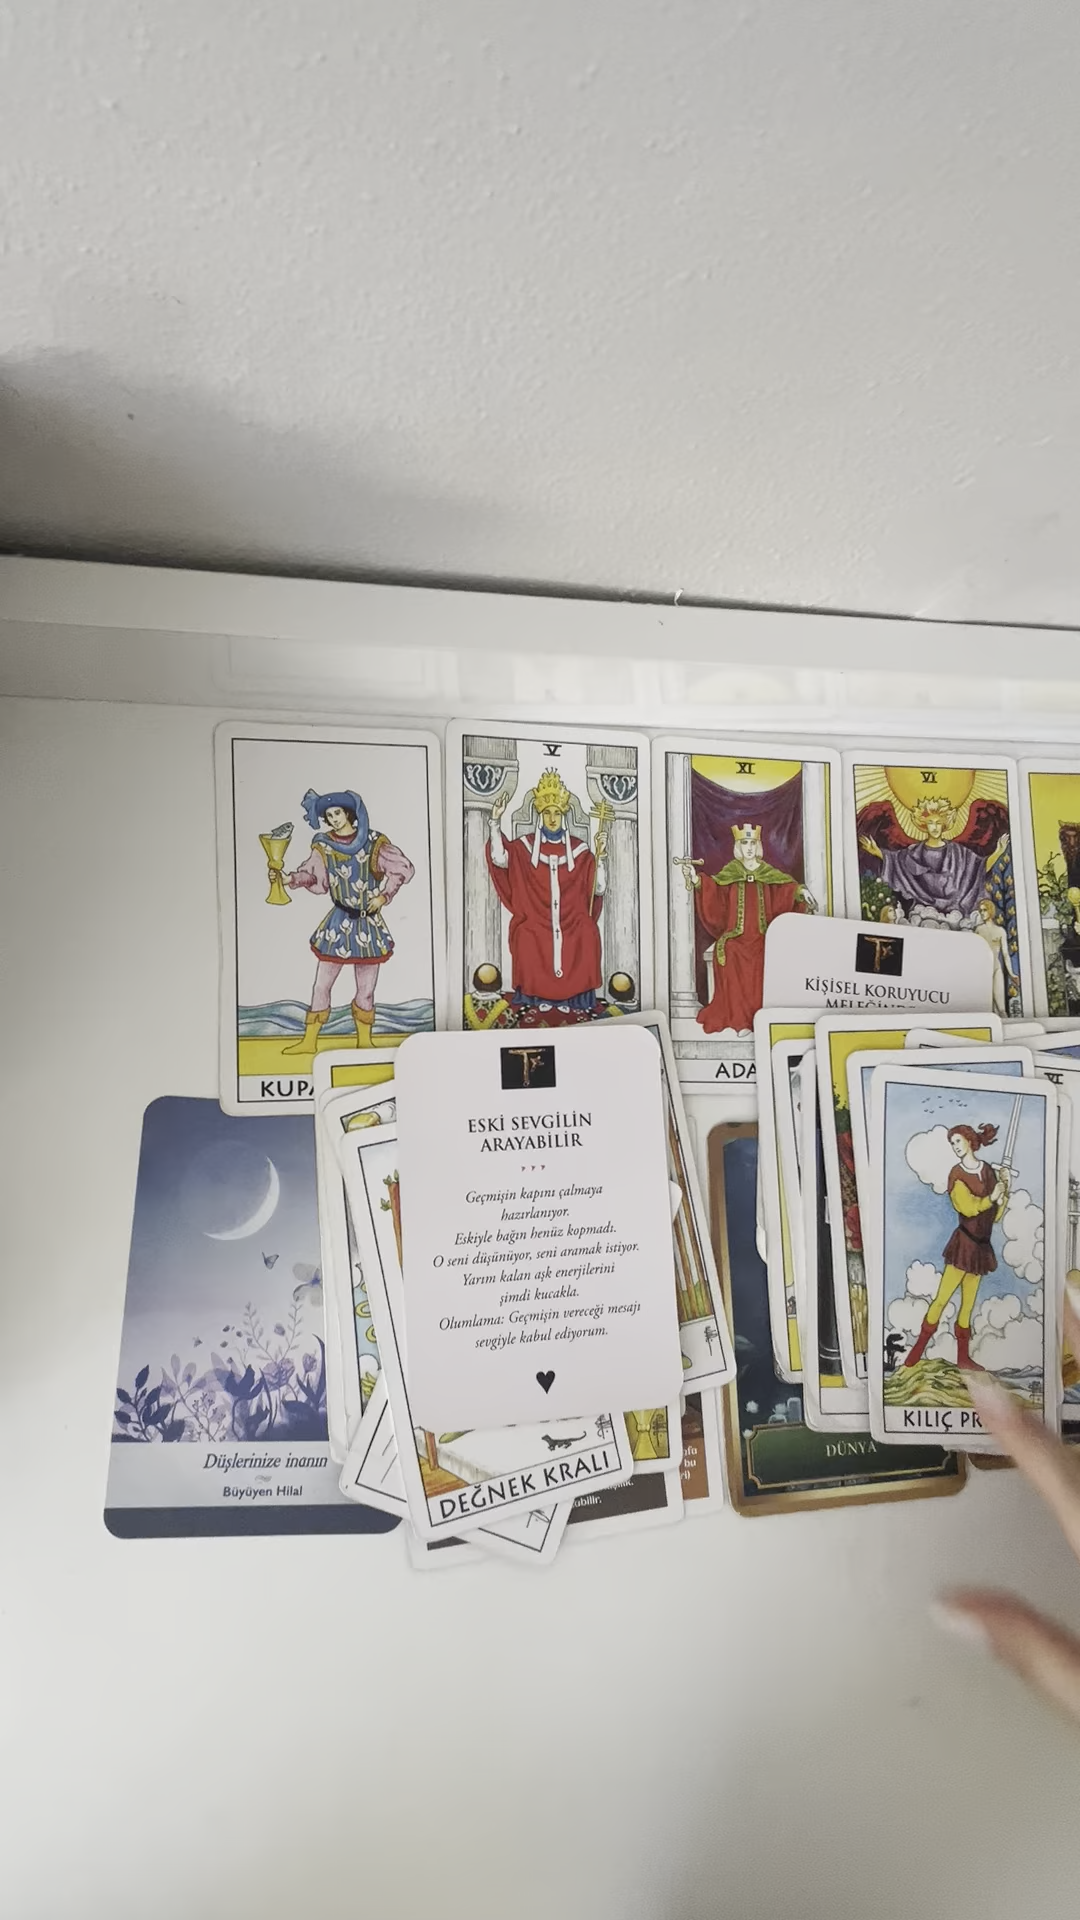 V
XI
VI
KUPA
ADA
KİŞİSEL KORUYUCU
ESKİ SEVGİLİN
ARAYABİLİR
Geçmişin kapını çalmaya
hazırlanıyor.
Eskiyle bağın henüz kopmadı.
O seni düşünüyor, seni aramak istiyor.
Yarım kalan aşk enerjilerini
şimdi kucakla.
Olumlama: Geçmişin vereceği mesajı
sevgiyle kabul ediyorum.
DEĞNEK KRALI
Düşlerinize inanın
Büyüyen Hilal
DÜNYA
KILIÇ PR